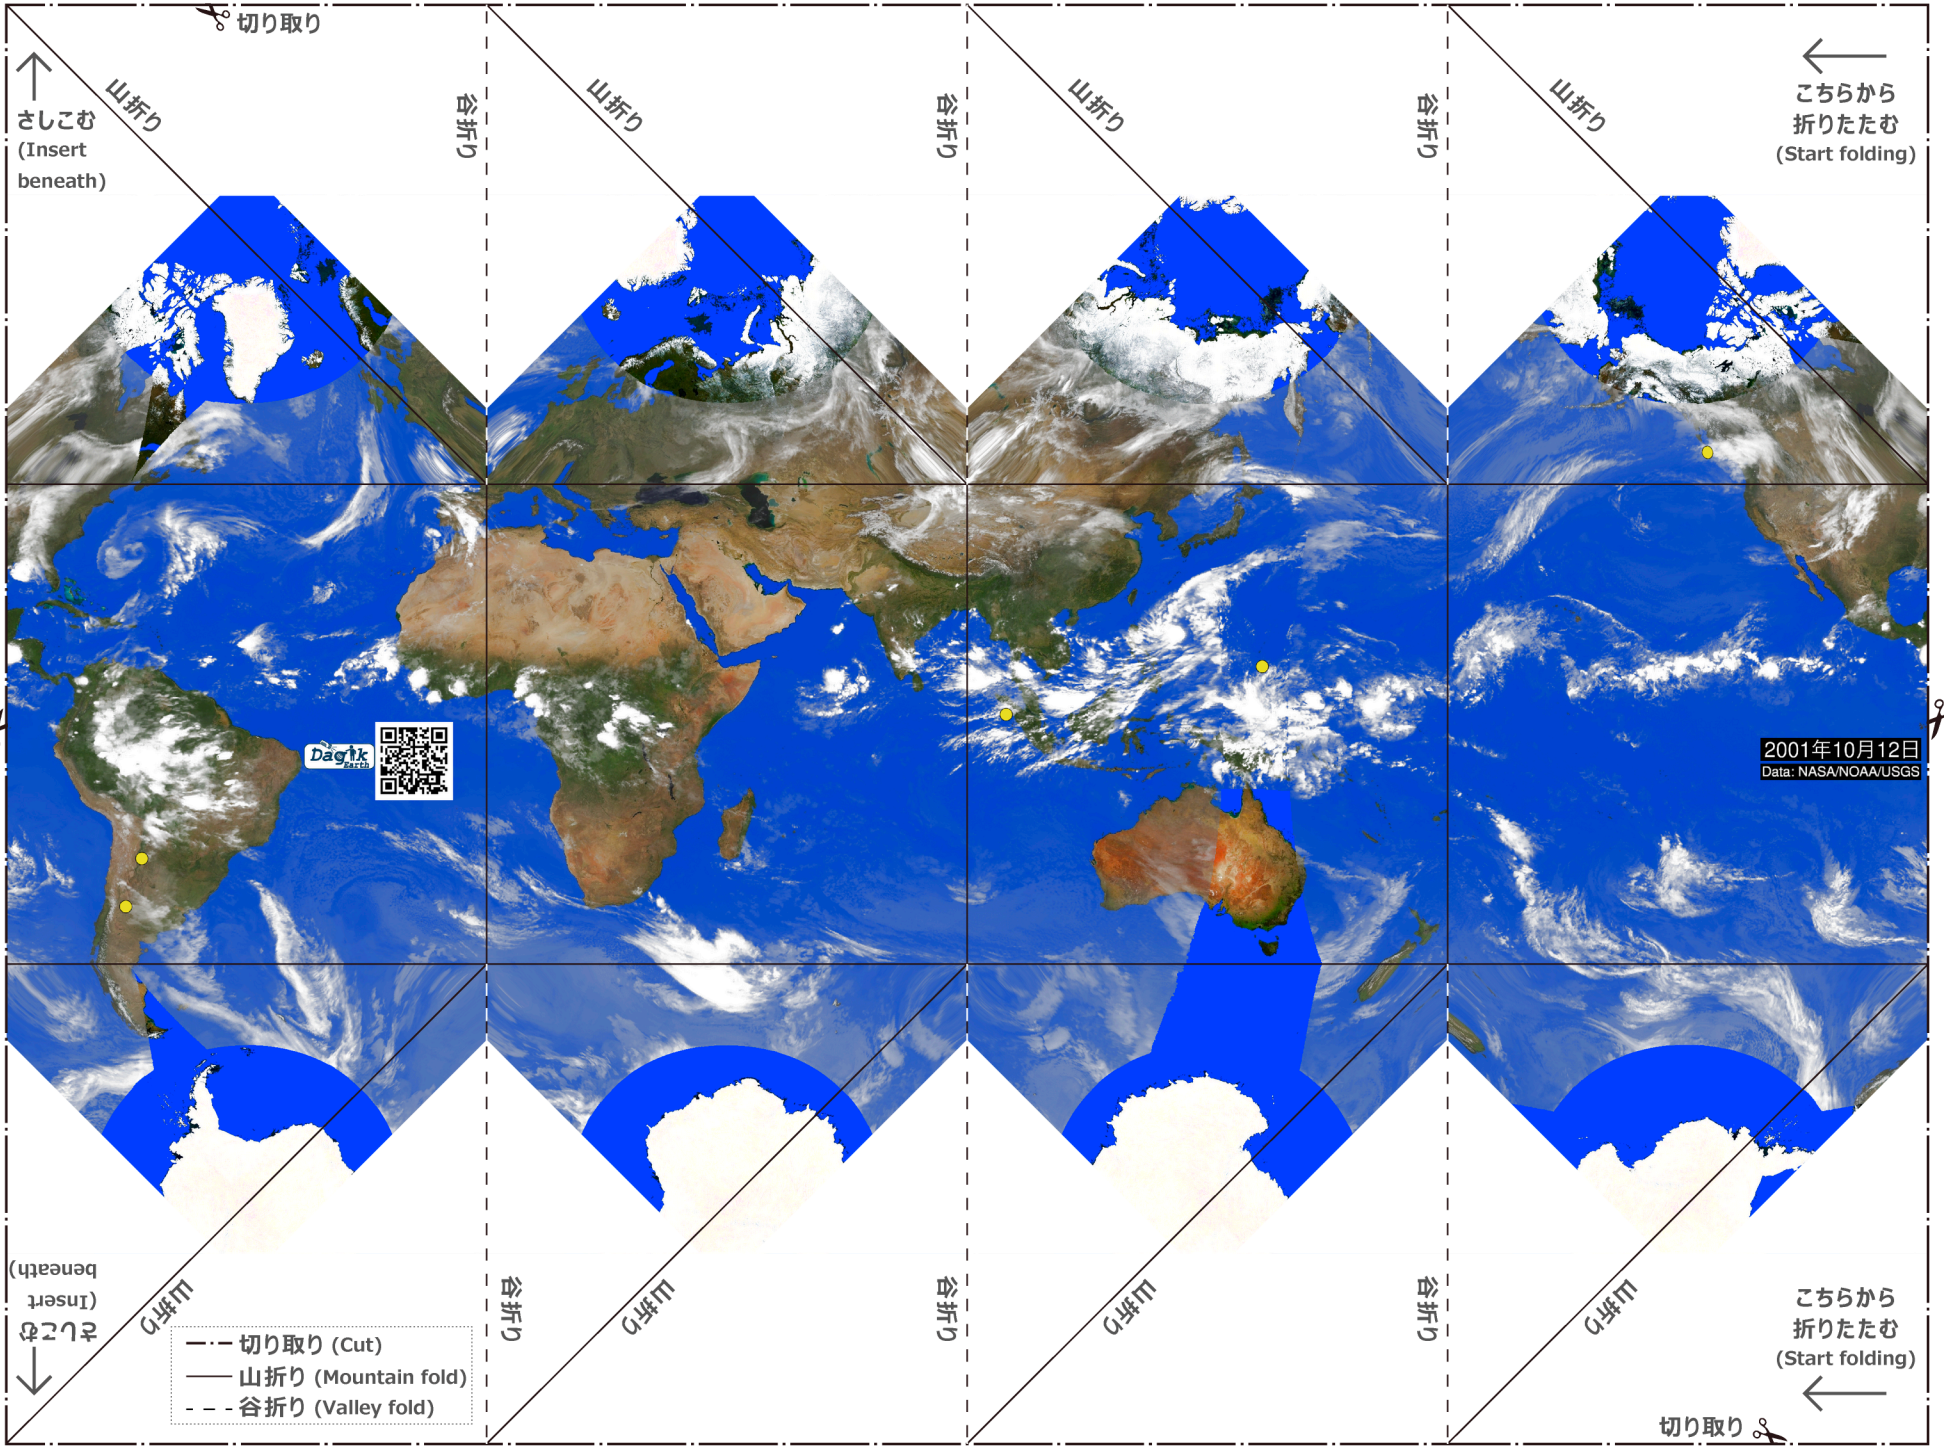 切り取り
山折り
谷折り
山折り
谷折り
山折り
谷折り
山折り
さしこむ
(Insert
beneath)
こちらから
折りたたむ
(Start folding)
Dagik
Earth
2001年10月12日
Data: NASA/NOAA/USGS
さしこむ
(Insert
beneath)
山折り
谷折り
山折り
谷折り
山折り
谷折り
山折り
こちらから
折りたたむ
(Start folding)
切り取り (Cut)
山折り (Mountain fold)
谷折り (Valley fold)
切り取り